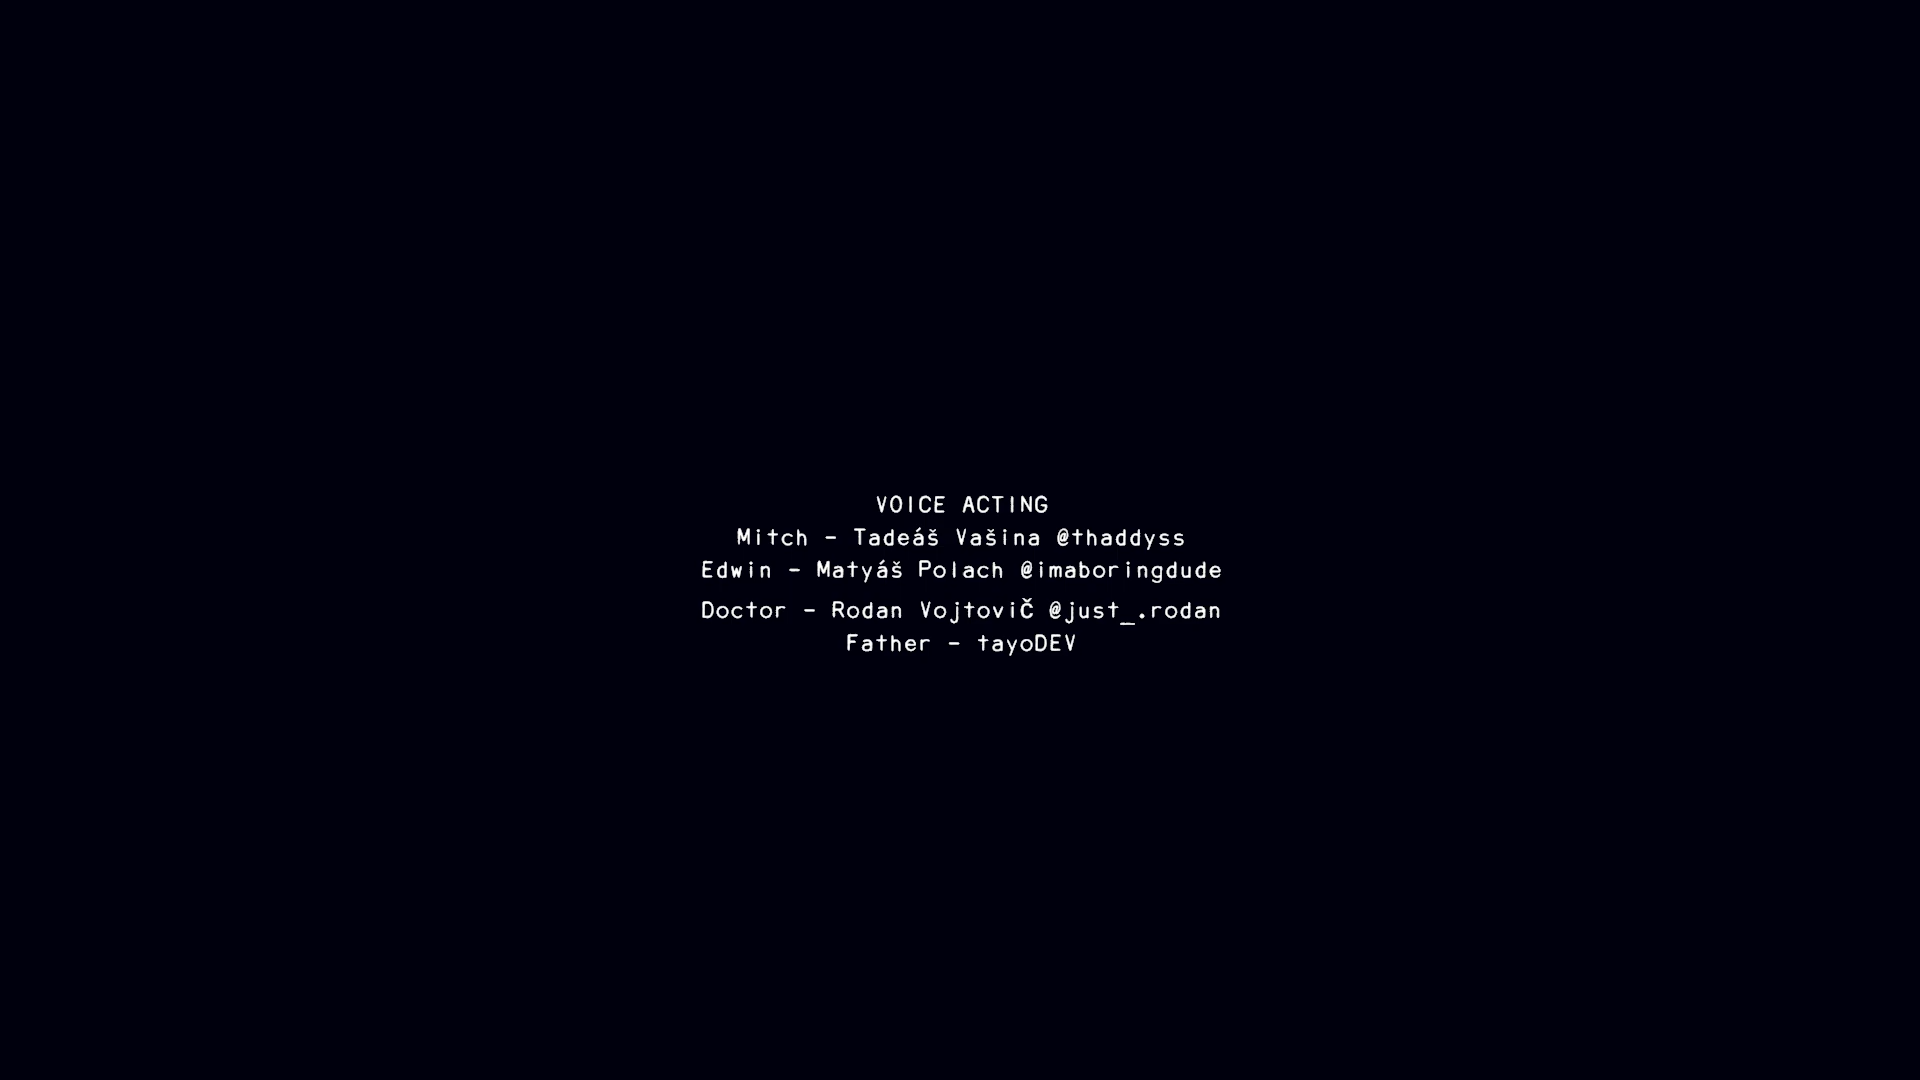 VOICE ACTING
Mitch - Tadeáš Vašina @thaddyss
Edwin - Matyáš Polach @imaboringdude
Doctor - Rodan VojtoviČ @just_.rodan
Father - tayoDEV